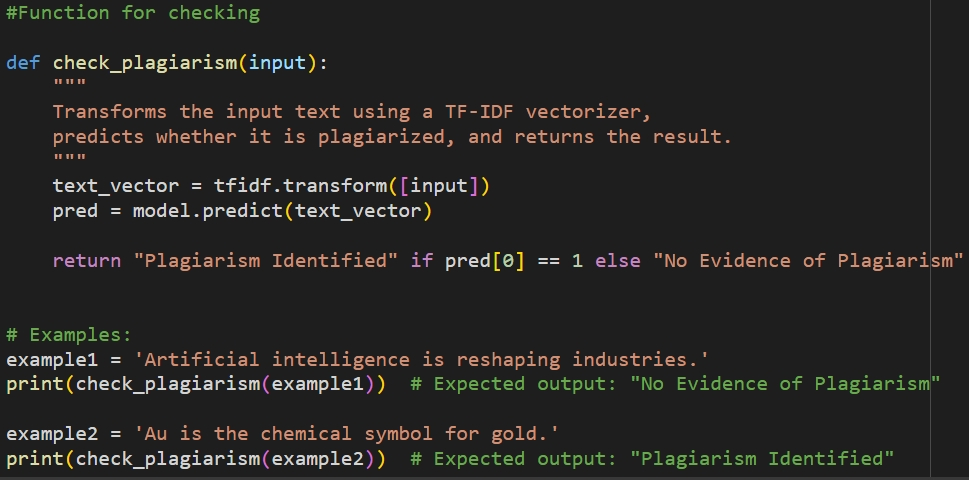 #Function for checking
def check_plagiarism(input):
"""
Transforms the input text using a TF-IDF vectorizer,
predicts whether it is plagiarized, and returns the result.
"""
text_vector = tfidf.transform([input])
pred = model.predict(text_vector)
return "Plagiarism Identified" if pred[0] == 1 else "No Evidence of Plagiarism"
# Examples:
example1 = 'Artificial intelligence is reshaping industries.'
print(check_plagiarism(example1))  # Expected output: "No Evidence of Plagiarism"
example2 = 'Au is the chemical symbol for gold.'
print(check_plagiarism(example2))  # Expected output: "Plagiarism Identified"